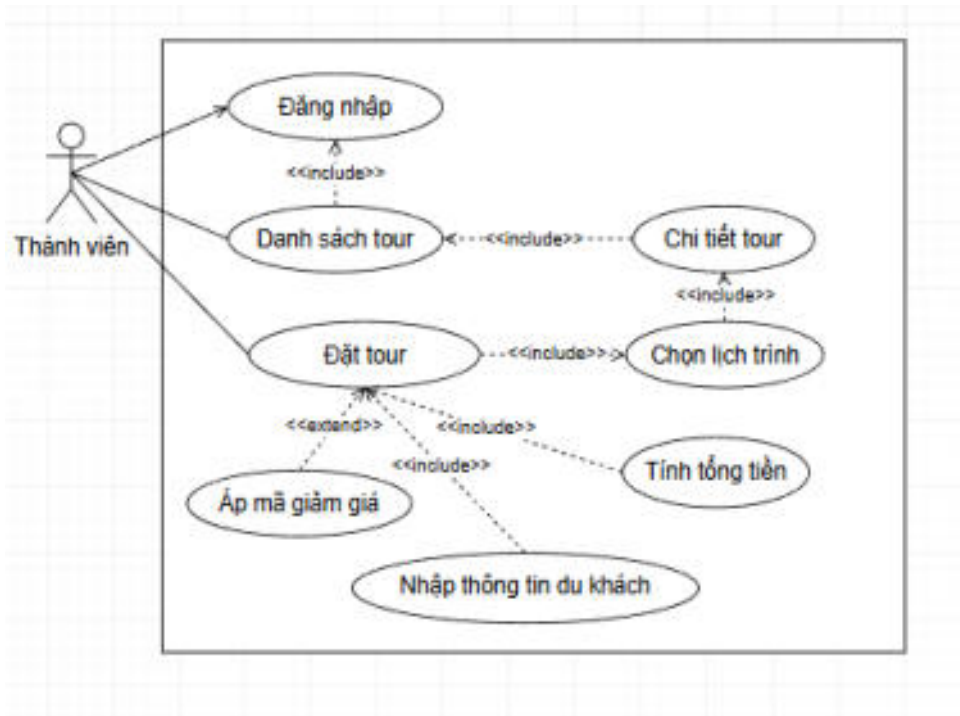 Đăng nhập
<<include>>
Thành viên
Danh sách tour
<<include>>
Chi tiết tour
<<include>>
Đặt tour
<<include>>
Chọn lịch trình
<<extend>>
<<include>>
<<include>>
Tính tổng tiền
Áp mã giảm giá
Nhập thông tin du khách